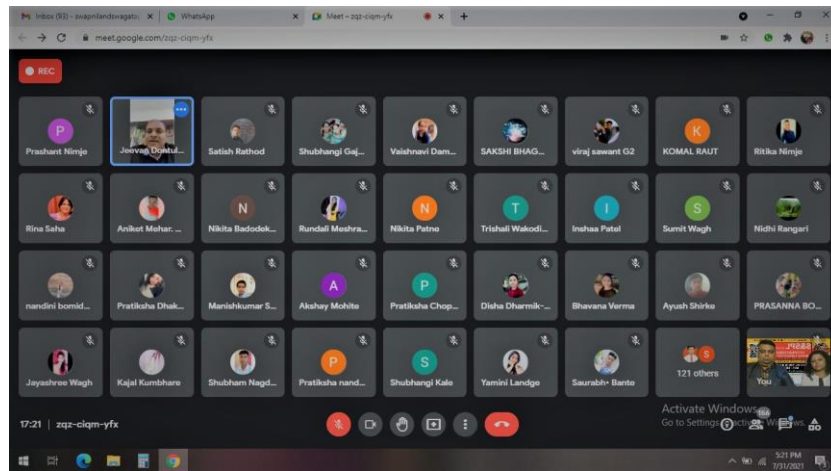 Inbox (93) - swapnilandswagato
WhatsApp
Meet - zqz-ciqm-yfx
meet.google.com/zqz-ciqm-yfx
REC
P
Prashant Nimje
Jeevan Dontul...
Satish Rathod
Shubhangi Gaj...
Vaishnavi Dam...
SAKSHI BHAG...
viraj sawant G2
K
KOMAL RAUT
Ritika Nimje
Rina Saha
Aniket Mohar. ...
N
Nikita Badodek...
Rundali Meshra...
N
Nikita Patne
T
Trishali Wakodi...
I
Inshaa Patel
S
Sumit Wagh
Nidhi Rangari
nandini bomid...
Pratiksha Dhak...
Manishkumar S...
A
Akshay Mohite
P
Pratiksha Chop...
Disha Dharmik-...
Bhavana Verma
Ayush Shirke
PRASANNA BO...
Jayashree Wagh
Kajal Kumbhare
Shubham Nagd...
P
Pratiksha nand...
S
Shubhangi Kale
Yamini Landge
Saurabh• Bante
S
121 others
You
Activate Windows
Go to Settings
17:21 | zqz-ciqm-yfx
5:21 PM
7/31/2021